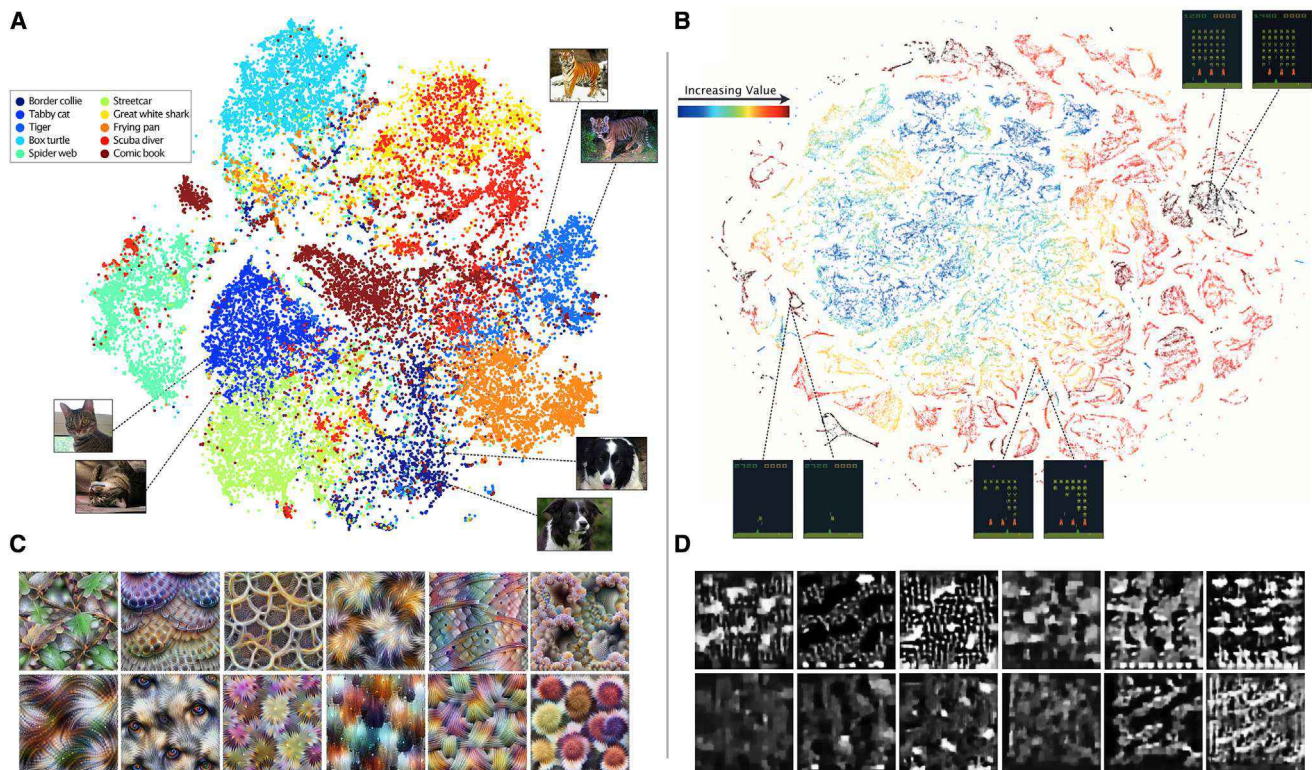 A
B
Border collie
Tabby cat
Tiger
Box turtle
Spider web
Streetcar
Great white shark
Frying pan
Scuba diver
Comic book
Increasing Value
C
D